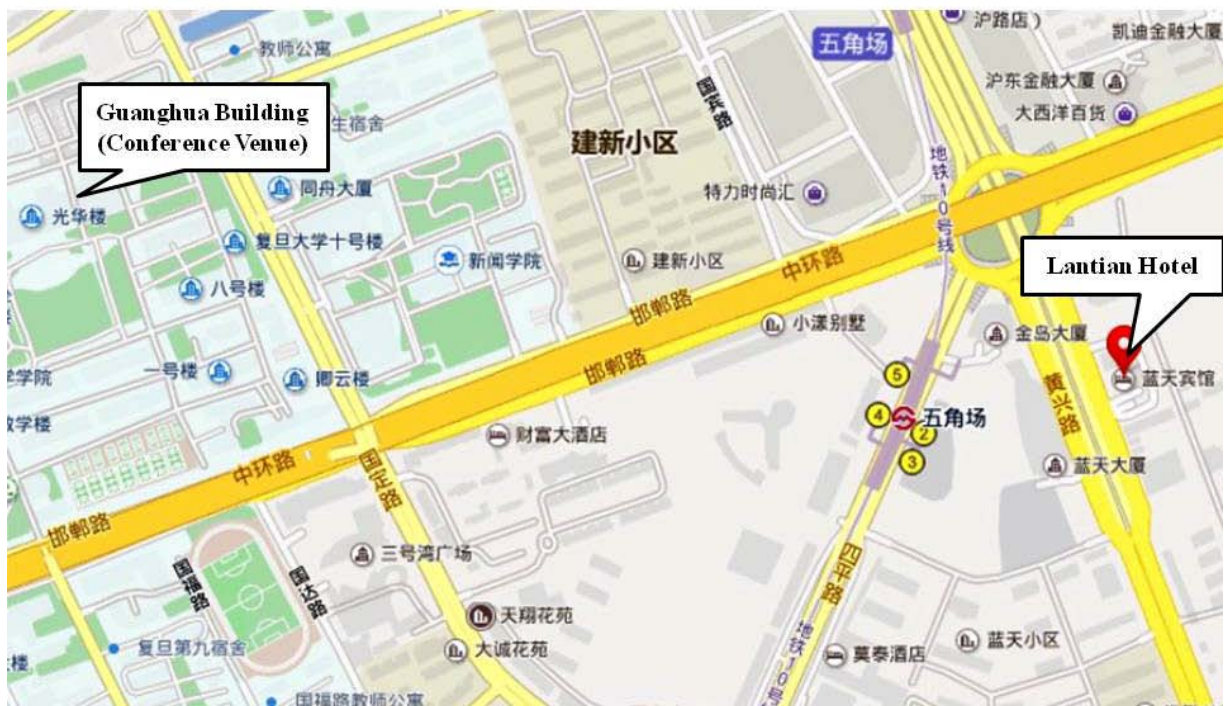 沪路店）
凯迪金融大厦
五角场
教师公寓
沪东金融大厦
大西洋百货
Guanghua Building
(Conference Venue)
生宿舍
建新小区
国宾路
地铁10号线
同舟大厦
特力时尚汇
光华楼
复旦大学十号楼
新闻学院
建新小区
中环路
Lantian Hotel
八号楼
邯郸路
小漾别墅
金岛大厦
邯郸路
一号楼
卿云楼
蓝天宾馆
学院
5
黄兴路
4
五角场
2
教学楼
财富大酒店
3
蓝天大厦
中环路
国定路
邯郸路
三号湾广场
国福路
国达路
四平路
天翔花苑
复旦第九宿舍
大诚花苑
地铁10号
莫泰酒店
蓝天小区
楼
国福路教师公寓